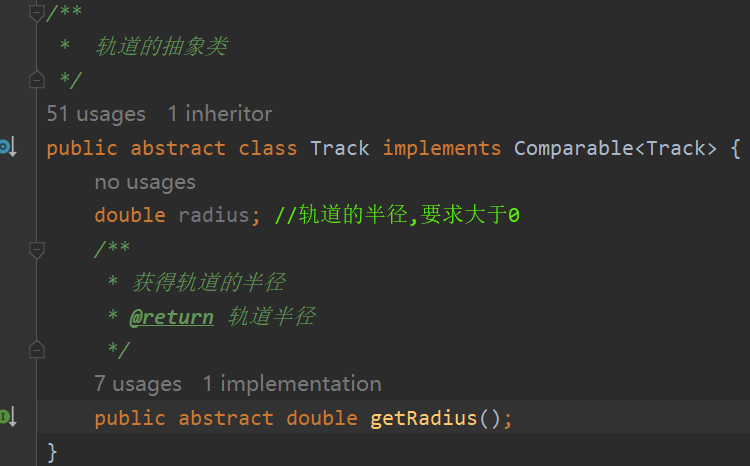 /**
*  轨道的抽象类
*/
51 usages   1 inheritor
public abstract class Track implements Comparable<Track> {
no usages
double radius; //轨道的半径,要求大于0
/**
* 获得轨道的半径
* @return 轨道半径
*/
7 usages   1 implementation
public abstract double getRadius();
}